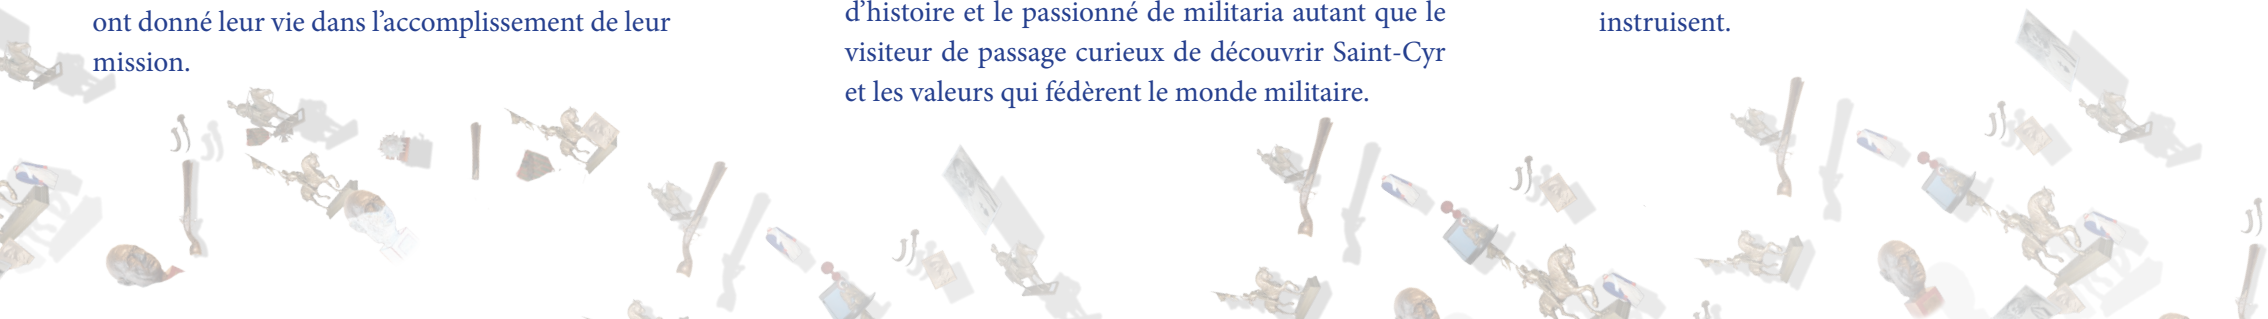 ont donné leur vie dans l’accomplissement de leur
mission.
d’histoire et le passionné de militaria autant que le
visiteur de passage curieux de découvrir Saint-Cyr
et les valeurs qui fédèrent le monde militaire.
instruisent.